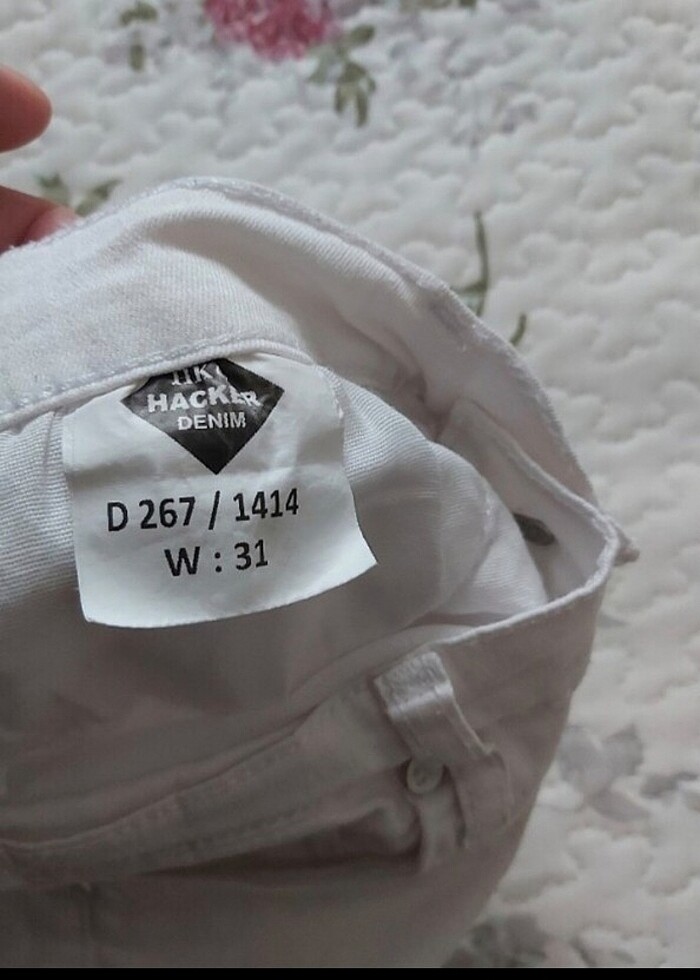 HACKER
DENIM
D 267 / 1414
W : 31